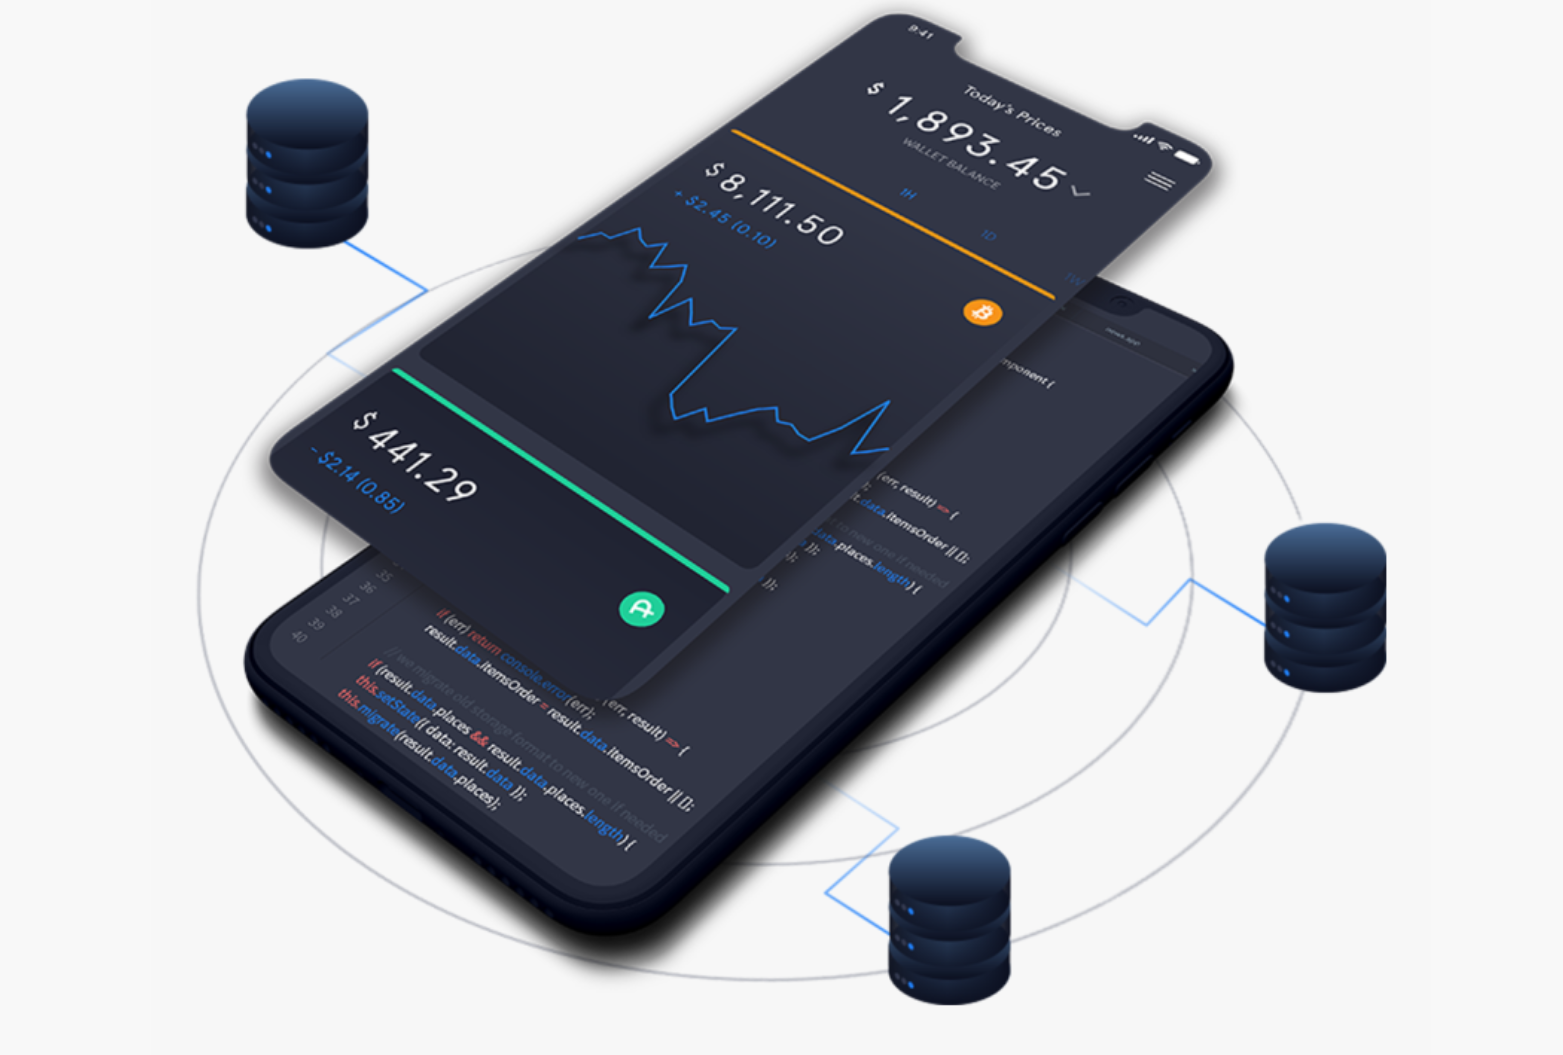 9:41
Today's Prices
$ 1,893.45
WALLET BALANCE
1H
1D
1W
$ 8,111.50
+ $2.45 (0.10)
$ 441.29
- $2.14 (0.85)
news.app
mponent {
(err, result) => {
t.data.itemsOrder || [];
to new one if needed
data.places.length) {
});
});
35
36
37
38
39
40
if (err) return console.error(err);
result.data.itemsOrder = result.data.itemsOrder || [];
(err, result) => {
// we migrate old storage format to new one if needed
if (result.data.places && result.data.places.length) {
this.setState({ data: result.data });
this.migrate(result.data.places);